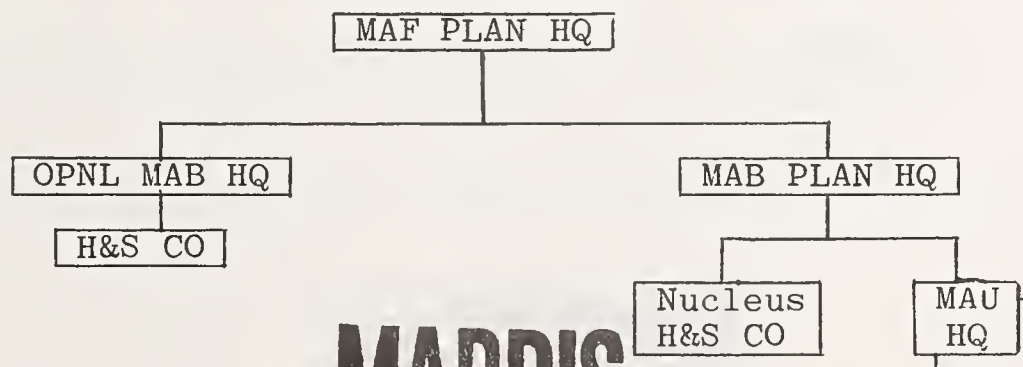 MAF PLAN HQ
OPNL MAB HQ
MAB PLAN HQ
H&S CO
Nucleus
H&S CO
MAU
HQ